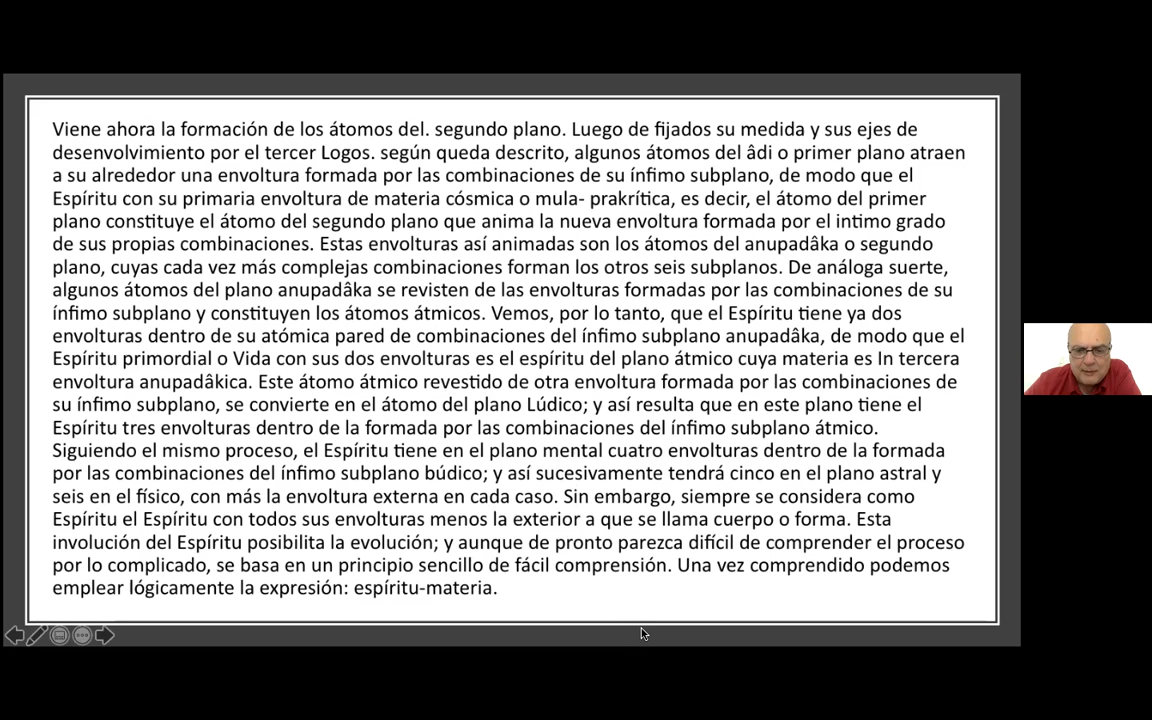 Viene ahora la formación de los átomos del. segundo plano. Luego de fijados su medida y sus ejes de
desenvolvimiento por el tercer Logos. según queda descrito, algunos átomos del âdi o primer plano atraen
a su alrededor una envoltura formada por las combinaciones de su ínfimo subplano, de modo que el
Espíritu con su primaria envoltura de materia cósmica o mula- prakrítica, es decir, el átomo del primer
plano constituye el átomo del segundo plano que anima la nueva envoltura formada por el intimo grado
de sus propias combinaciones. Estas envolturas así animadas son los átomos del anupadâka o segundo
plano, cuyas cada vez más complejas combinaciones forman los otros seis subplanos. De análoga suerte,
algunos átomos del plano anupadâka se revisten de las envolturas formadas por las combinaciones de su
ínfimo subplano y constituyen los átomos átmicos. Vemos, por lo tanto, que el Espíritu tiene ya dos
envolturas dentro de su atómica pared de combinaciones del ínfimo subplano anupadâka, de modo que el
Espíritu primordial o Vida con sus dos envolturas es el espíritu del plano átmico cuya materia es In tercera
envoltura anupadâkica. Este átomo átmico revestido de otra envoltura formada por las combinaciones de
su ínfimo subplano, se convierte en el átomo del plano Lúdico; y así resulta que en este plano tiene el
Espíritu tres envolturas dentro de la formada por las combinaciones del ínfimo subplano átmico.
Siguiendo el mismo proceso, el Espíritu tiene en el plano mental cuatro envolturas dentro de la formada
por las combinaciones del ínfimo subplano búdico; y así sucesivamente tendrá cinco en el plano astral y
seis en el físico, con más la envoltura externa en cada caso. Sin embargo, siempre se considera como
Espíritu el Espíritu con todos sus envolturas menos la exterior a que se llama cuerpo o forma. Esta
involución del Espíritu posibilita la evolución; y aunque de pronto parezca difícil de comprender el proceso
por lo complicado, se basa en un principio sencillo de fácil comprensión. Una vez comprendido podemos
emplear lógicamente la expresión: espíritu-materia.